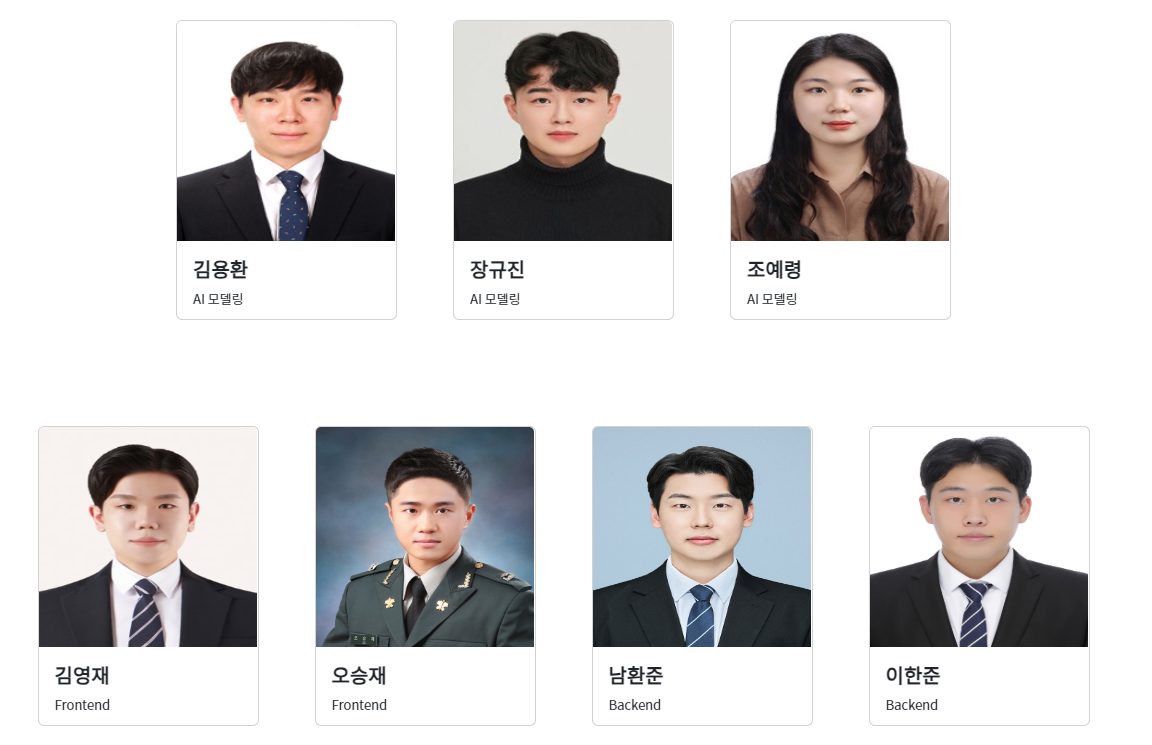 김용환
AI 모델링
장규진
AI 모델링
조예령
AI 모델링
김영재
Frontend
오승재
Frontend
남환준
Backend
이한준
Backend